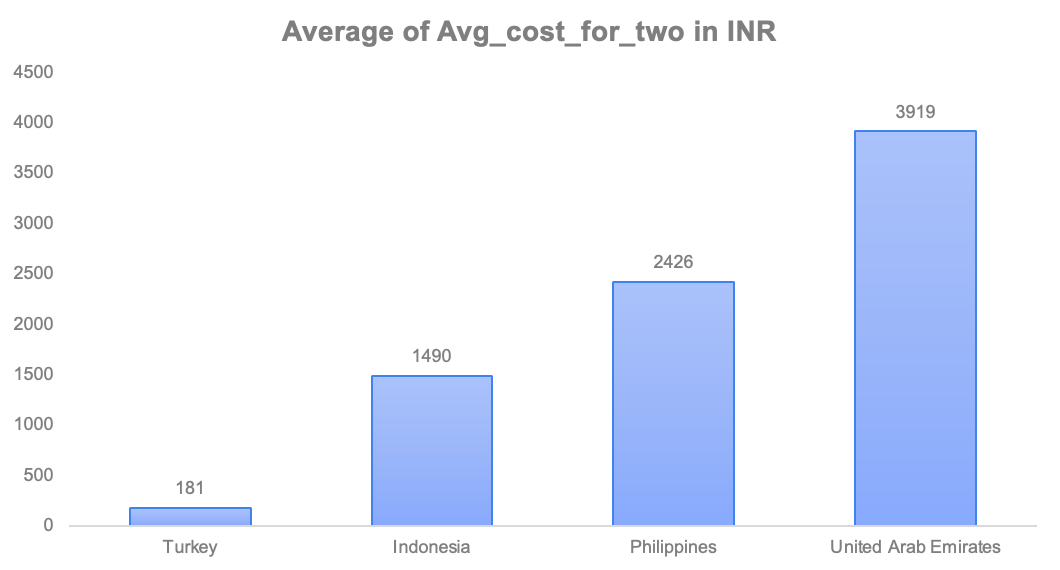 Average of Avg_cost_for_two in INR
4500
4000
3500
3000
2500
2000
1500
1000
500
0
181
1490
2426
3919
Turkey
Indonesia
Philippines
United Arab Emirates